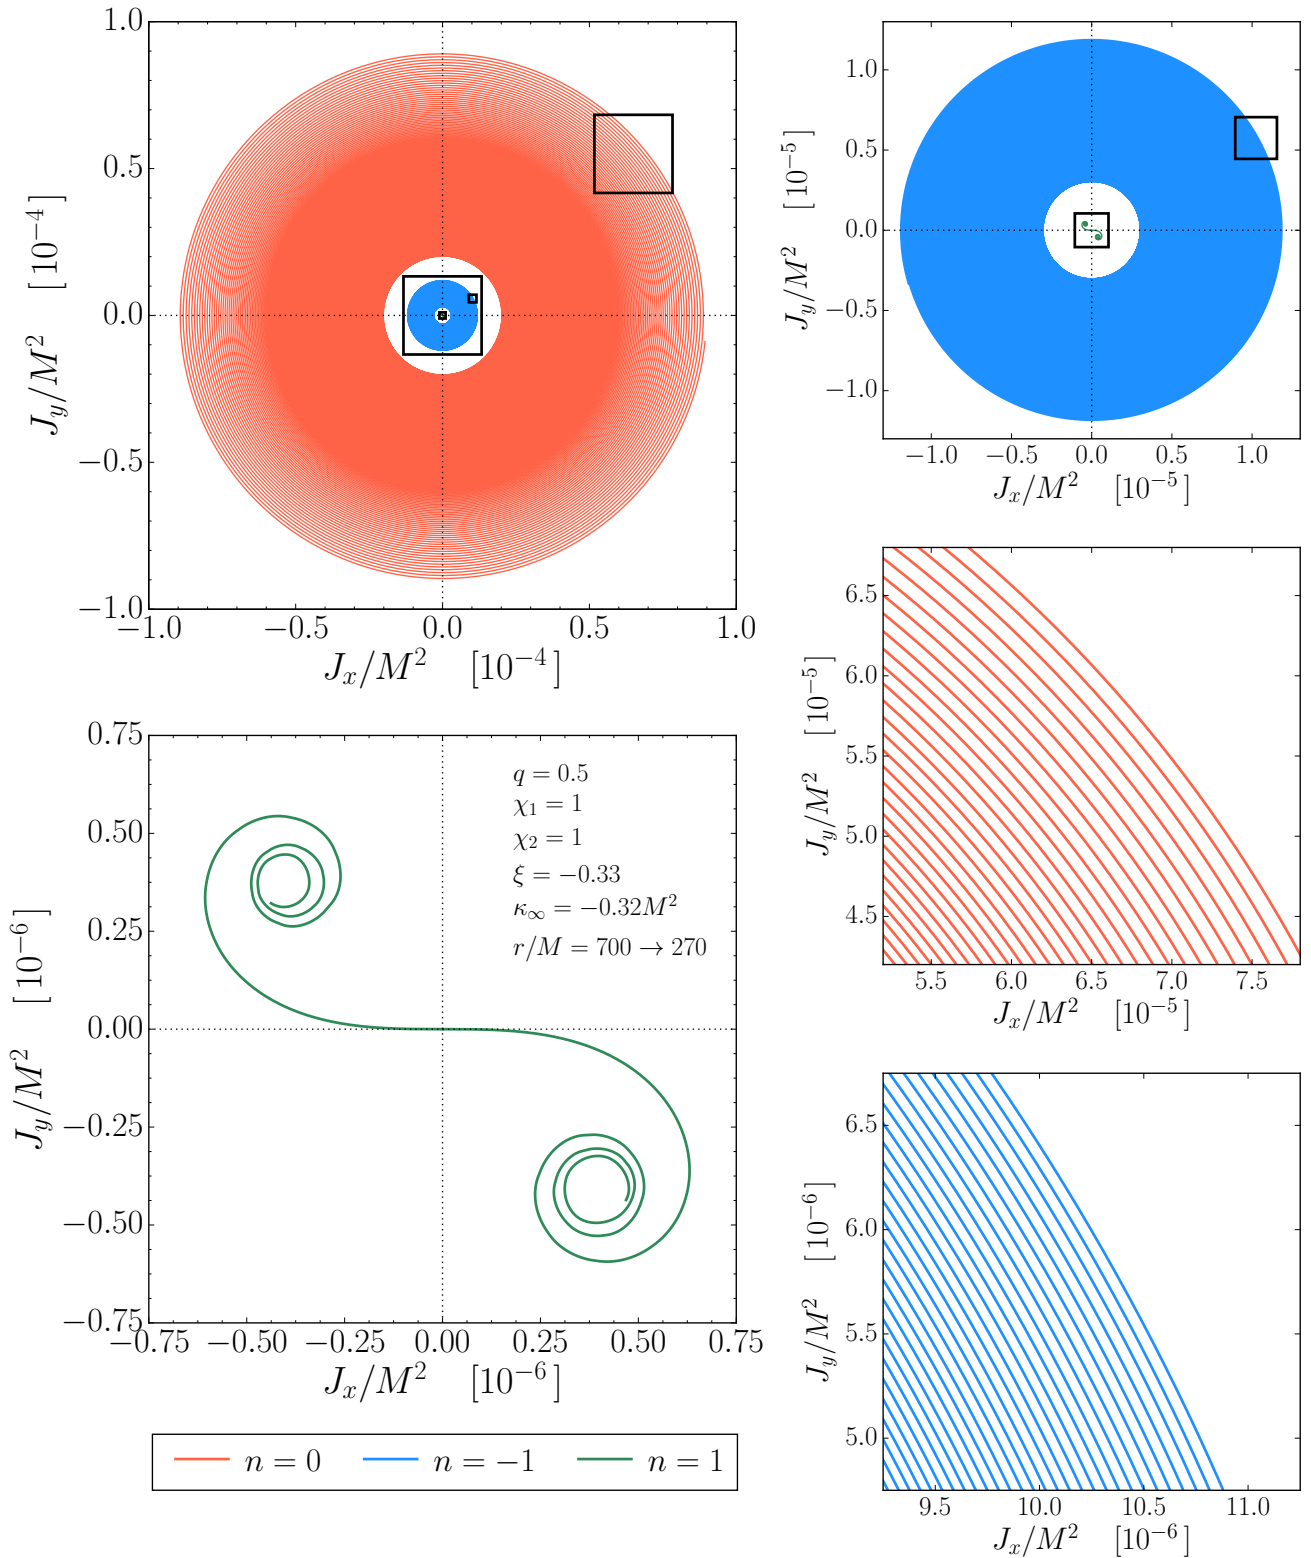 1.0
0.5
0.0
−0.5
−1.0
J_y/M^2 [10^{−4}]
−1.0 −0.5 0.0 0.5 1.0
J_x/M^2 [10^{−4}]
1.0
0.5
0.0
−0.5
−1.0
J_y/M^2 [10^{−5}]
−1.0 −0.5 0.0 0.5 1.0
J_x/M^2 [10^{−5}]
6.5
6.0
5.5
5.0
4.5
J_y/M^2 [10^{−5}]
5.5 6.0 6.5 7.0 7.5
J_x/M^2 [10^{−5}]
0.75
0.50
0.25
0.00
−0.25
−0.50
−0.75
J_y/M^2 [10^{−6}]
q = 0.5
χ_1 = 1
χ_2 = 1
ξ = −0.33
κ_∞ = −0.32M^2
r/M = 700 → 270
−0.75 −0.50 −0.25 0.00 0.25 0.50 0.75
J_x/M^2 [10^{−6}]
6.5
6.0
5.5
5.0
J_y/M^2 [10^{−6}]
9.5 10.0 10.5 11.0
J_x/M^2 [10^{−6}]
n = 0 n = −1 n = 1